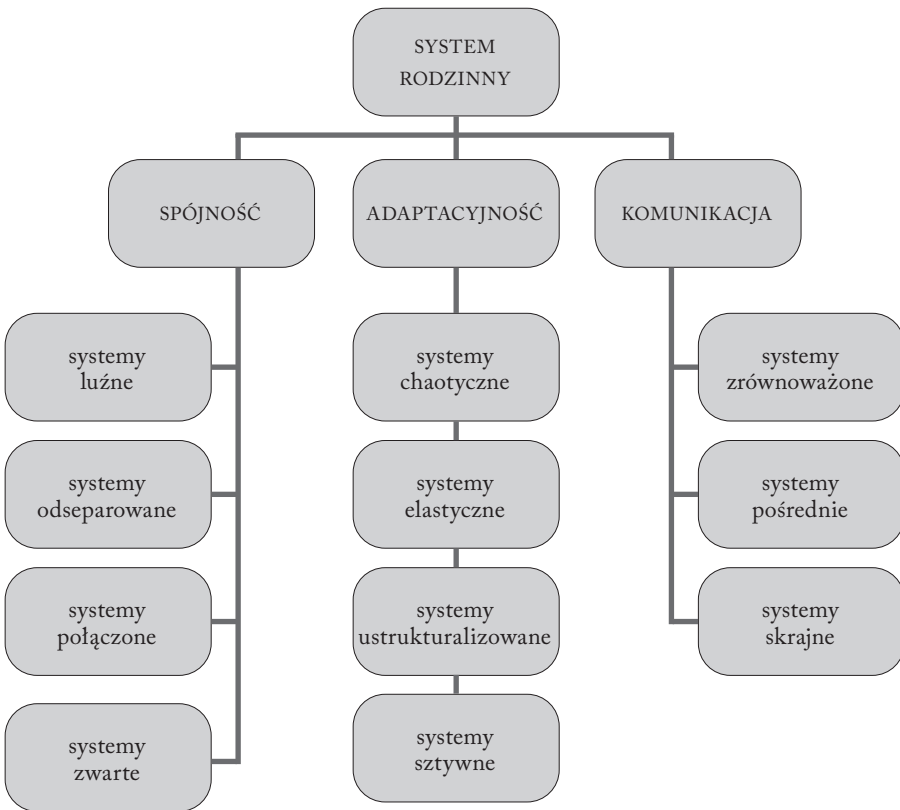 SYSTEM
RODZINNY
SPÓJNOŚĆ
ADAPTACYJNOŚĆ
KOMUNIKACJA
systemy
luźne
systemy
odseparowane
systemy
połączone
systemy
zwarte
systemy
chaotyczne
systemy
elastyczne
systemy
ustrukturalizowane
systemy
sztywne
systemy
zrównoważone
systemy
pośrednie
systemy
skrajne